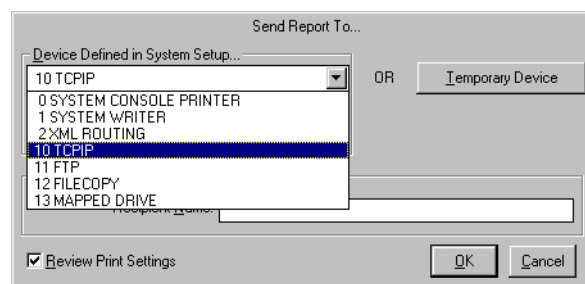 Send Report To...
Device Defined in System Setup...
10 TCPIP
OR
Temporary Device
0 SYSTEM CONSOLE PRINTER
1 SYSTEM WRITER
2 XML ROUTING
10 TCPIP
11 FTP
12 FILECOPY
13 MAPPED DRIVE
Recipient Name:
Review Print Settings
OK
Cancel